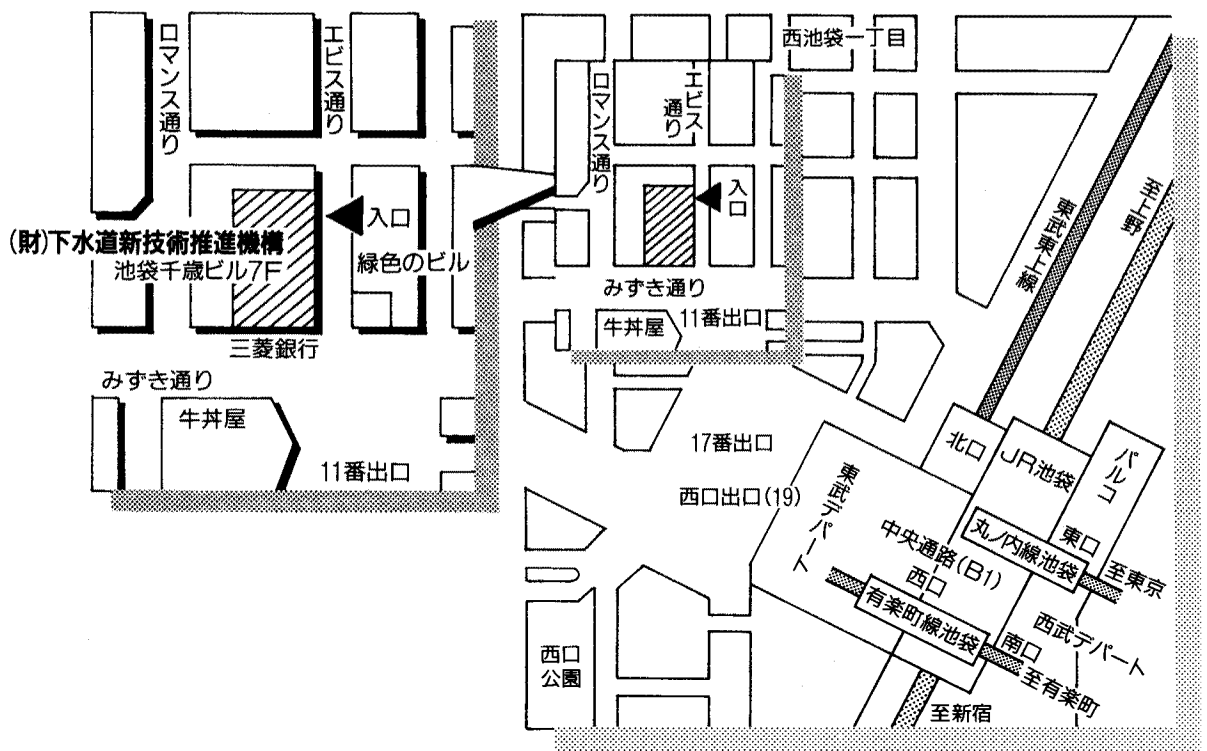 ロマンス通り
エビス通り
入口
(財)下水道新技術推進機構
池袋千歳ビル7F
緑色のビル
三菱銀行
みずき通り
牛丼屋
11番出口
西池袋一丁目
ロマンス通り
エビス
通り
入口
みずき通り
牛丼屋
11番出口
東武東上線
至上野
17番出口
西口出口(19)
北口
JR池袋
パルコ
東武デパート
中央通路(B1)
西口
丸ノ内線池袋
東口
至東京
有楽町線池袋
南口
西武デパート
至有楽町
至新宿
西口
公園